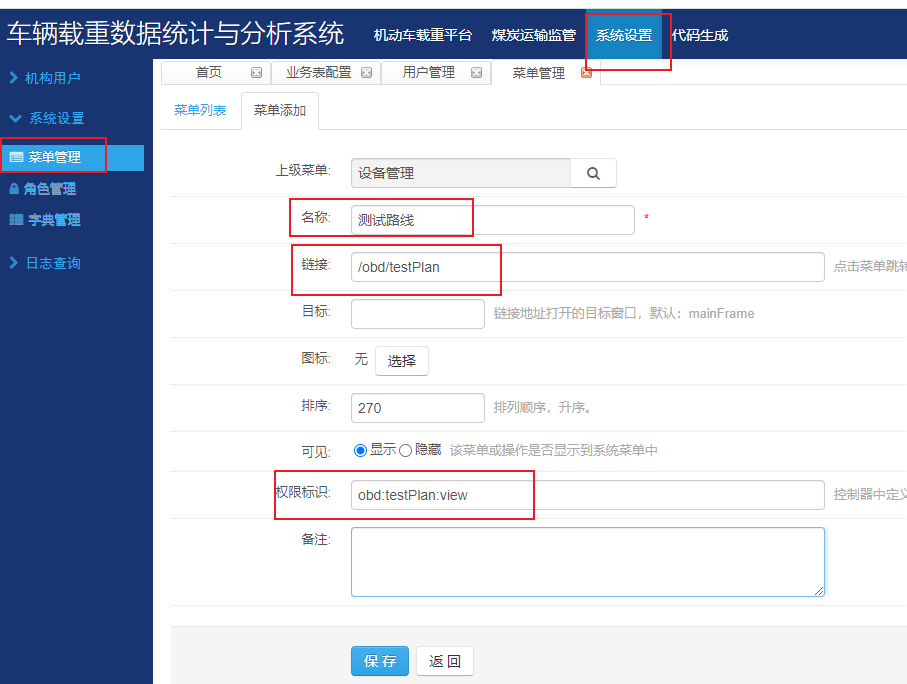 车辆载重数据统计与分析系统 机动车载重平台 煤炭运输监管 系统设置 代码生成
机构用户
系统设置
菜单管理
角色管理
字典管理
日志查询
首页 业务表配置 用户管理 菜单管理
菜单列表 菜单添加
上级菜单: 设备管理
名称: 测试路线 *
链接: /obd/testPlan 点击菜单跳转
目标: 链接地址打开的目标窗口，默认：mainFrame
图标: 无 选择
排序: 270 排列顺序，升序。
可见: 显示 隐藏 该菜单或操作是否显示到系统菜单中
权限标识: obd:testPlan:view 控制器中定义
备注:
保存 返回